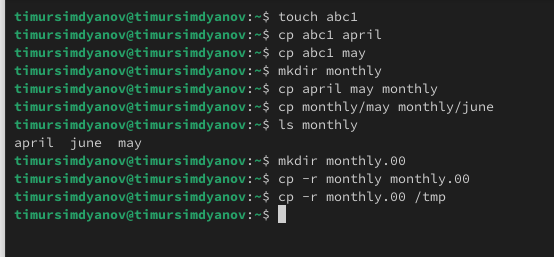 timursimdyanov@timursimdyanov:~$ touch abc1
timursimdyanov@timursimdyanov:~$ cp abc1 april
timursimdyanov@timursimdyanov:~$ cp abc1 may
timursimdyanov@timursimdyanov:~$ mkdir monthly
timursimdyanov@timursimdyanov:~$ cp april may monthly
timursimdyanov@timursimdyanov:~$ cp monthly/may monthly/june
timursimdyanov@timursimdyanov:~$ ls monthly
april  june  may
timursimdyanov@timursimdyanov:~$ mkdir monthly.00
timursimdyanov@timursimdyanov:~$ cp -r monthly monthly.00
timursimdyanov@timursimdyanov:~$ cp -r monthly.00 /tmp
timursimdyanov@timursimdyanov:~$